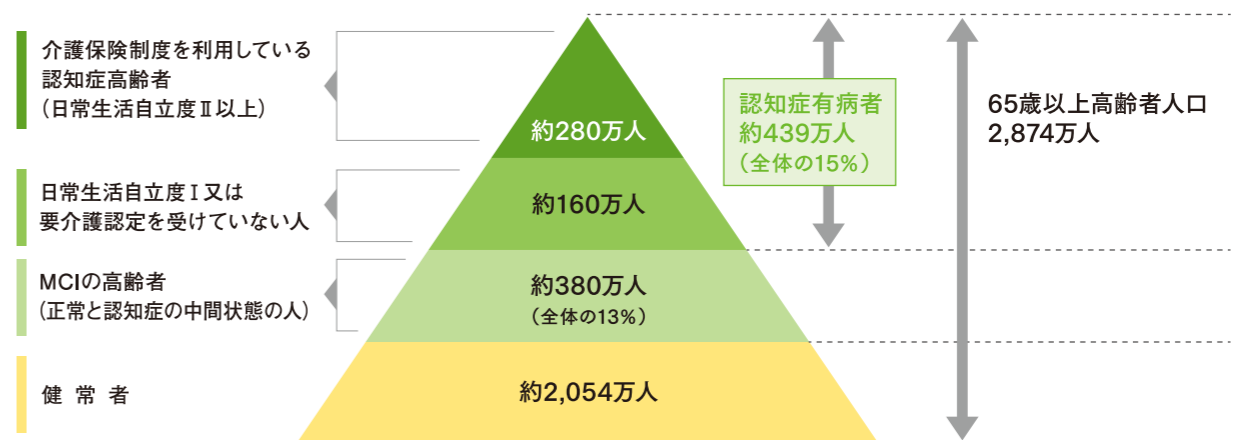 介護保険制度を利用している
認知症高齢者
（日常生活自立度Ⅱ以上）
約280万人
日常生活自立度Ⅰ又は
要介護認定を受けていない人
約160万人
MCIの高齢者
（正常と認知症の中間状態の人）
約380万人
（全体の13％）
健 常 者
約2,054万人
認知症有病者
約439万人
（全体の15％）
65歳以上高齢者人口
2,874万人